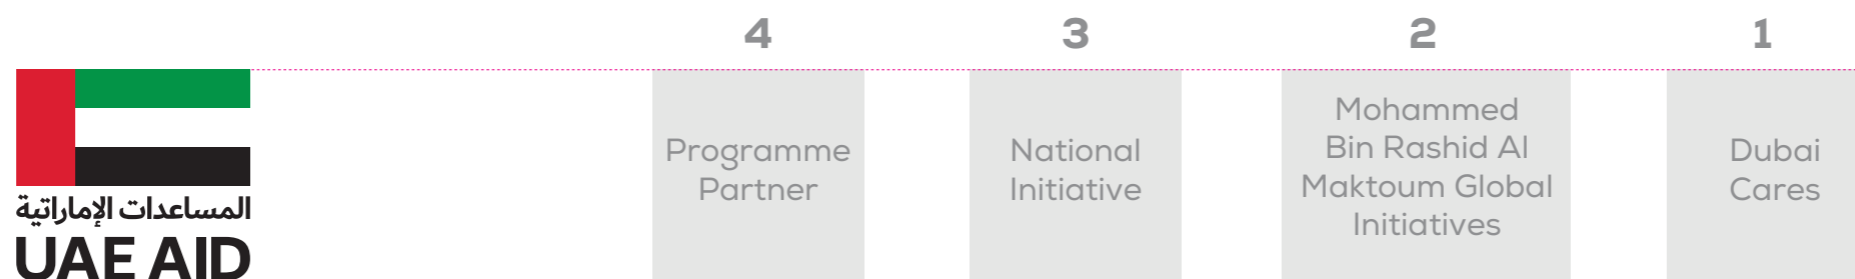 4
3
2
1
Programme
Partner
National
Initiative
Mohammed
Bin Rashid Al
Maktoum Global
Initiatives
Dubai
Cares
المساعدات الإماراتية
UAE AID